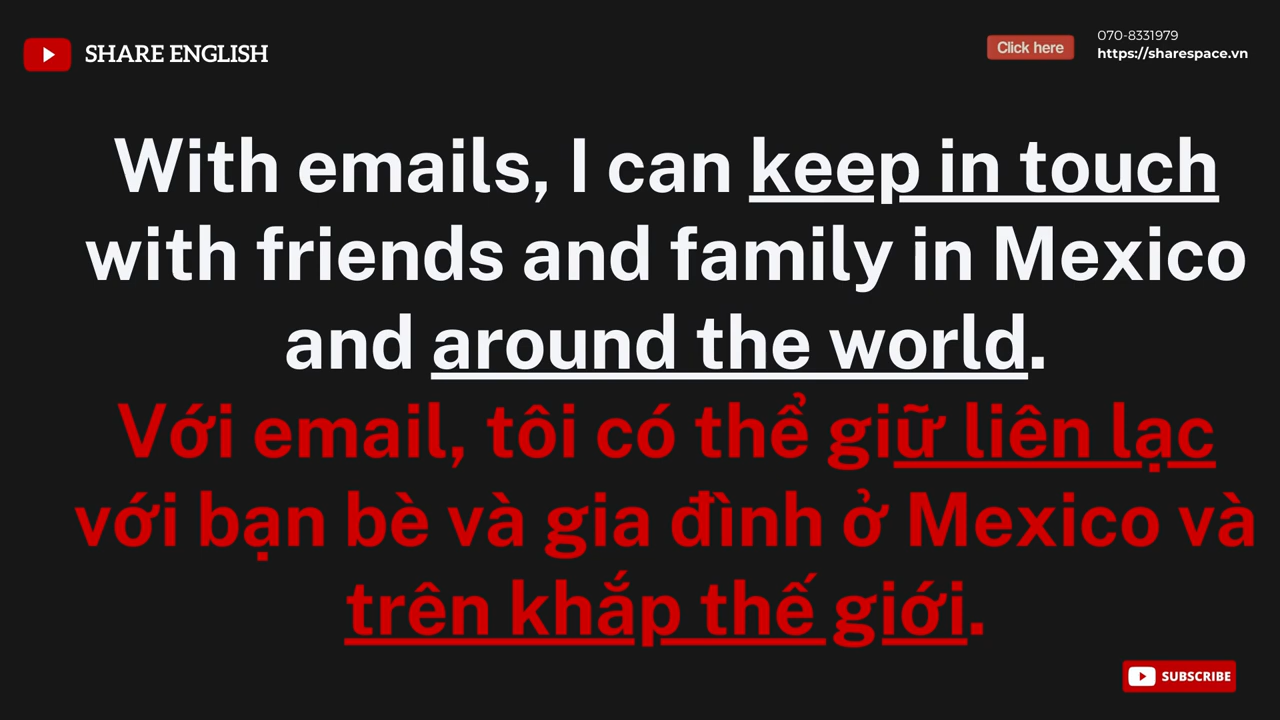 SHARE ENGLISH
Click here
070-8331979
https://sharespace.vn
With emails, I can keep in touch
with friends and family in Mexico
and around the world.
Với email, tôi có thể giữ liên lạc
với bạn bè và gia đình ở Mexico và
trên khắp thế giới.
SUBSCRIBE